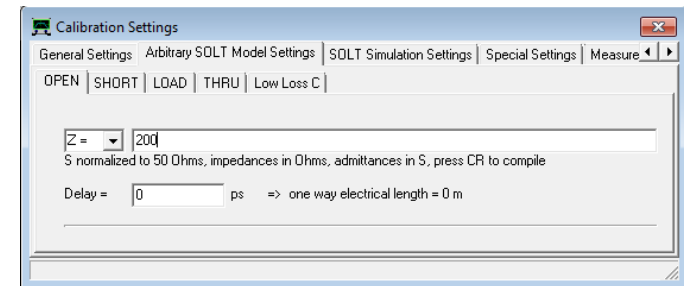 Calibration Settings
General Settings Arbitrary SOLT Model Settings SOLT Simulation Settings Special Settings Measure
OPEN SHORT LOAD THRU Low Loss C
Z = 200
S normalized to 50 Ohms, impedances in Ohms, admittances in S, press CR to compile
Delay = 0 ps => one way electrical length = 0 m